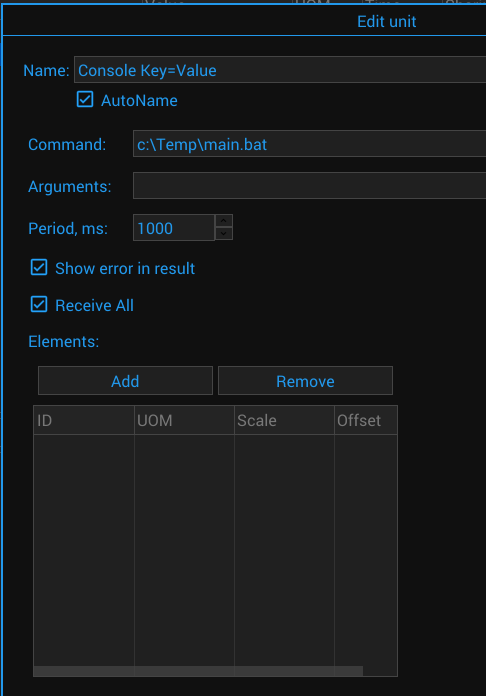 Edit unit
Name: Console Key=Value
AutoName
Command: c:\Temp\main.bat
Arguments:
Period, ms: 1000
Show error in result
Receive All
Elements:
Add Remove
ID UOM Scale Offset